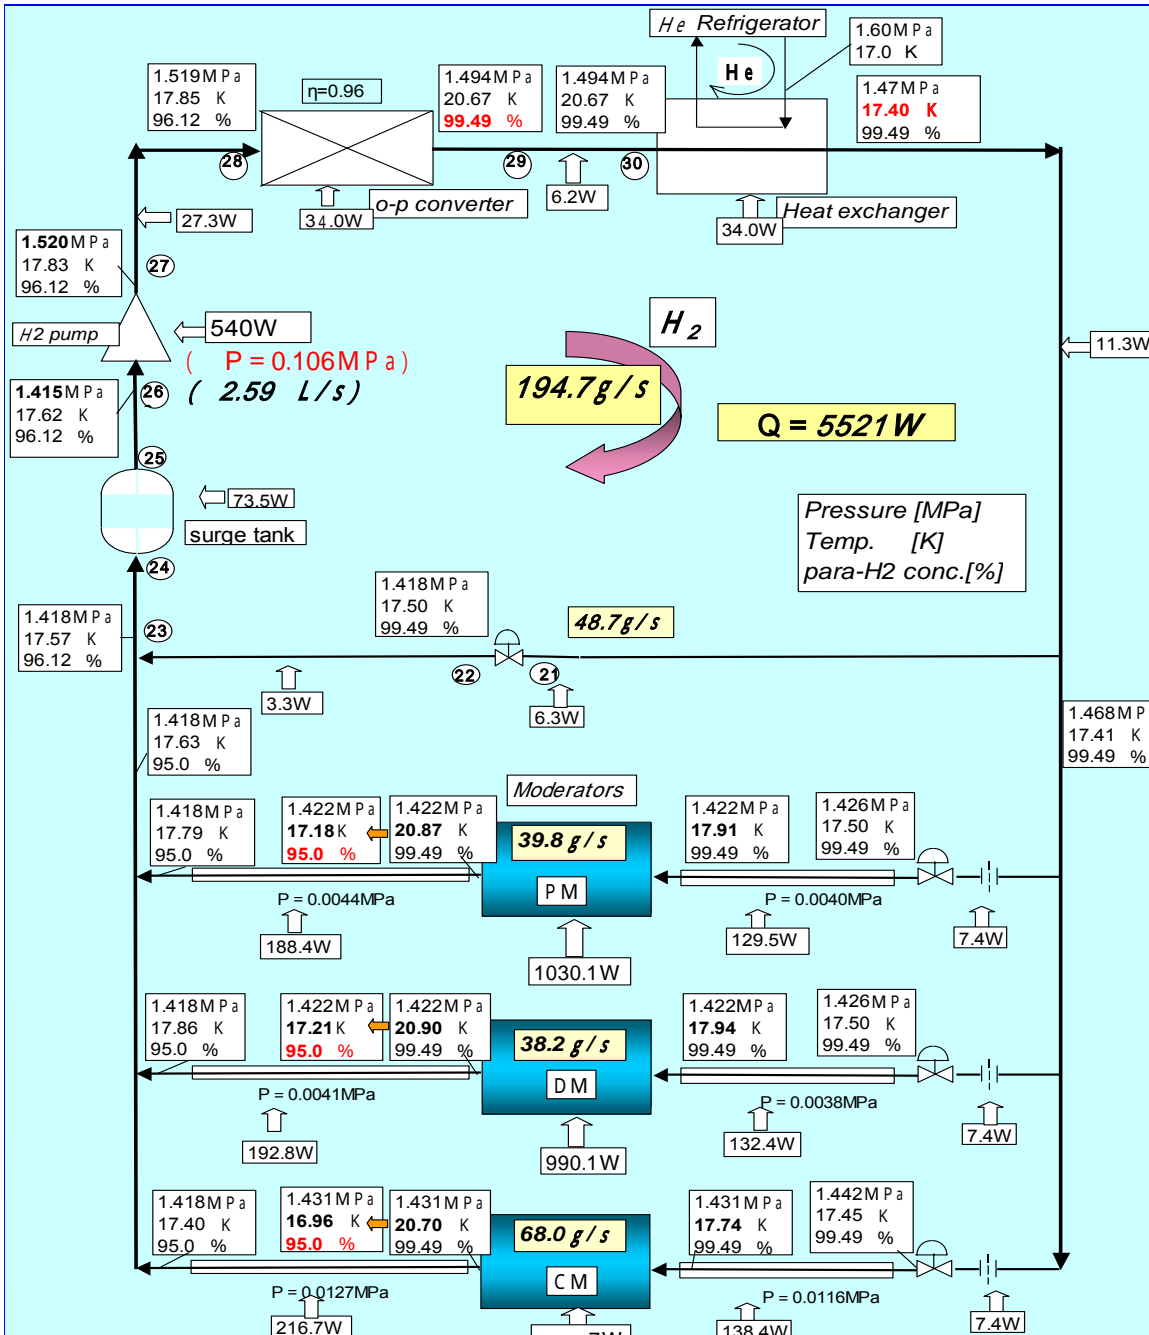 He Refrigerator
1.60MPa
17.0 K
He
1.519MPa
17.85 K
96.12 %
η=0.96
1.494MPa
20.67 K
99.49 %
1.494MPa
20.67 K
99.49 %
1.47MPa
17.40 K
99.49 %
28
29
30
34.0W
o-p converter
6.2W
34.0W
Heat exchanger
27.3W
1.520MPa
17.83 K
96.12 %
27
H2 pump
540W
( P = 0.106MPa)
( 2.59 L/s)
H2
194.7g/s
Q = 5521W
11.3W
1.415MPa
17.62 K
96.12 %
26
25
73.5W
surge tank
24
Pressure [MPa]
Temp. [K]
para-H2 conc.[%]
1.418MPa
17.57 K
96.12 %
23
1.418MPa
17.50 K
99.49 %
48.7g/s
22
21
3.3W
6.3W
1.418MPa
17.63 K
95.0 %
1.468MP
17.41 K
99.49 %
Moderators
1.418MPa
17.79 K
95.0 %
1.422MPa
17.18K
95.0 %
1.422MPa
20.87 K
99.49 %
39.8 g/s
PM
1.422MPa
17.91 K
99.49 %
1.426MPa
17.50 K
99.49 %
P = 0.0044MPa
P = 0.0040MPa
188.4W
1030.1W
129.5W
7.4W
1.418MPa
17.86 K
95.0 %
1.422MPa
17.21K
95.0 %
1.422MPa
20.90 K
99.49 %
38.2 g/s
DM
1.422MPa
17.94 K
99.49 %
1.426MPa
17.50 K
99.49 %
P = 0.0041MPa
P = 0.0038MPa
192.8W
990.1W
132.4W
7.4W
1.418MPa
17.40 K
95.0 %
1.431MPa
16.96 K
95.0 %
1.431MPa
20.70 K
99.49 %
68.0 g/s
CM
1.431MPa
17.74 K
99.49 %
1.442MPa
17.45 K
99.49 %
P = 0.0127MPa
P = 0.0116MPa
216.7W
138.4W
7.4W